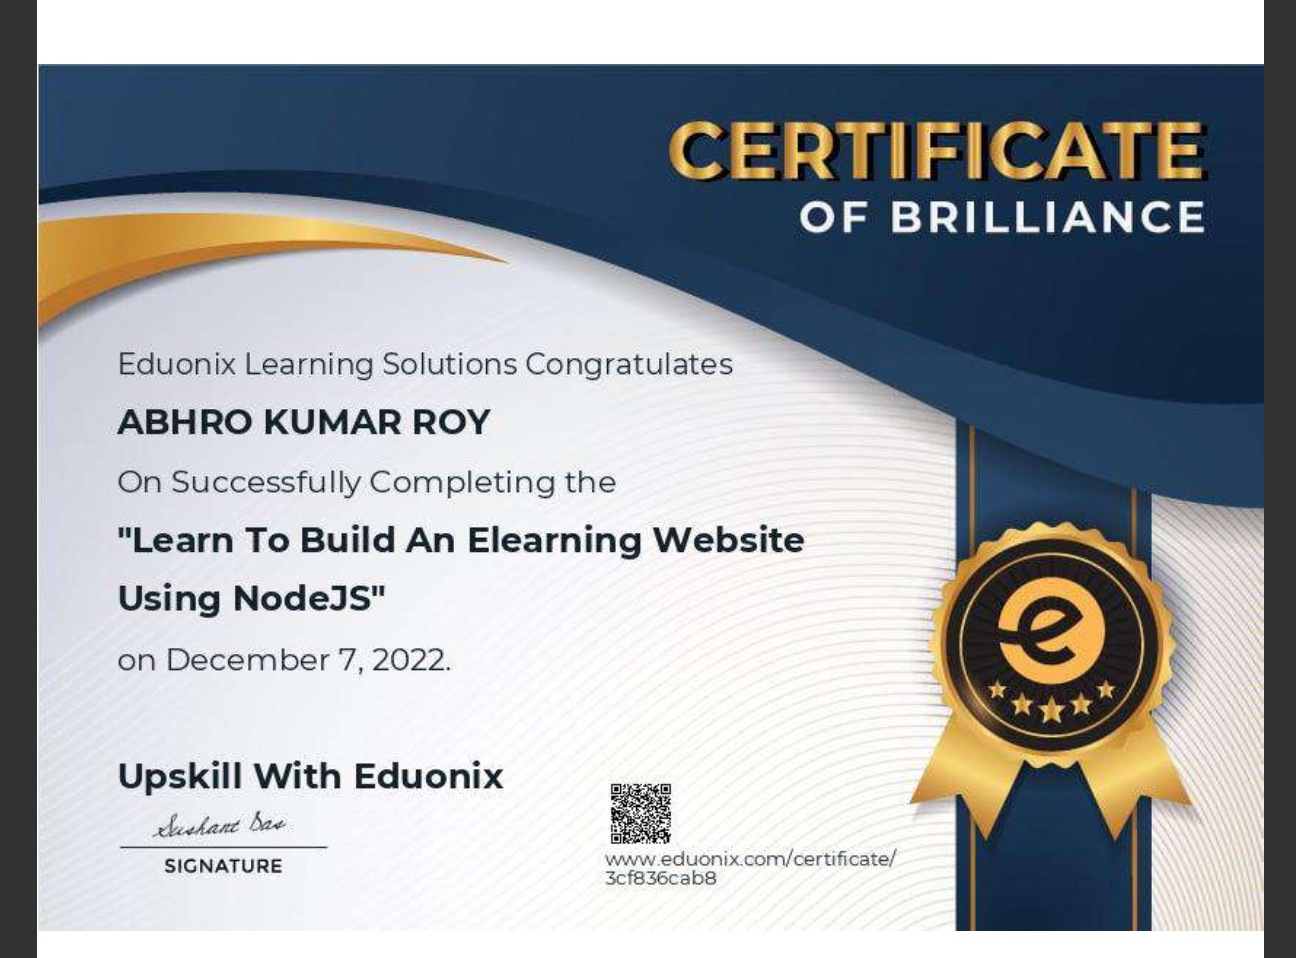 CERTIFICATE
OF BRILLIANCE
Eduonix Learning Solutions Congratulates
ABHRO KUMAR ROY
On Successfully Completing the
"Learn To Build An Elearning Website
Using NodeJS"
on December 7, 2022.
Upskill With Eduonix
Sushant Das
SIGNATURE
www.eduonix.com/certificate/
3cf836cab8